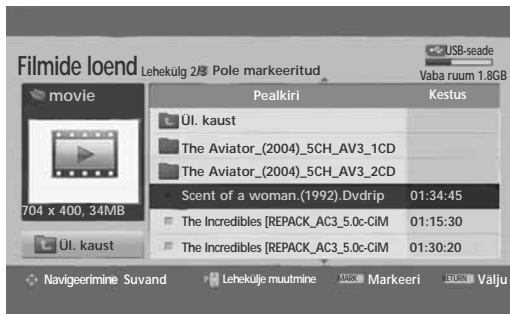 USB-seade
Filmide loend Lehekülg 2/3 Pole markeeritud
Vaba ruum 1.8GB
movie
Pealkiri Kestus
Ül. kaust
The Aviator_(2004)_5CH_AV3_1CD
The Aviator_(2004)_5CH_AV3_2CD
Scent of a woman.(1992).Dvdrip 01:34:45
704 x 400, 34MB
The Incredibles [REPACK_AC3_5.0c-CiM 01:15:30
Ül. kaust
The Incredibles [REPACK_AC3_5.0c-CiM 01:30:20
Navigeerimine Suvand P Lehekülje muutmine MARK Markeeri RETURN Välju